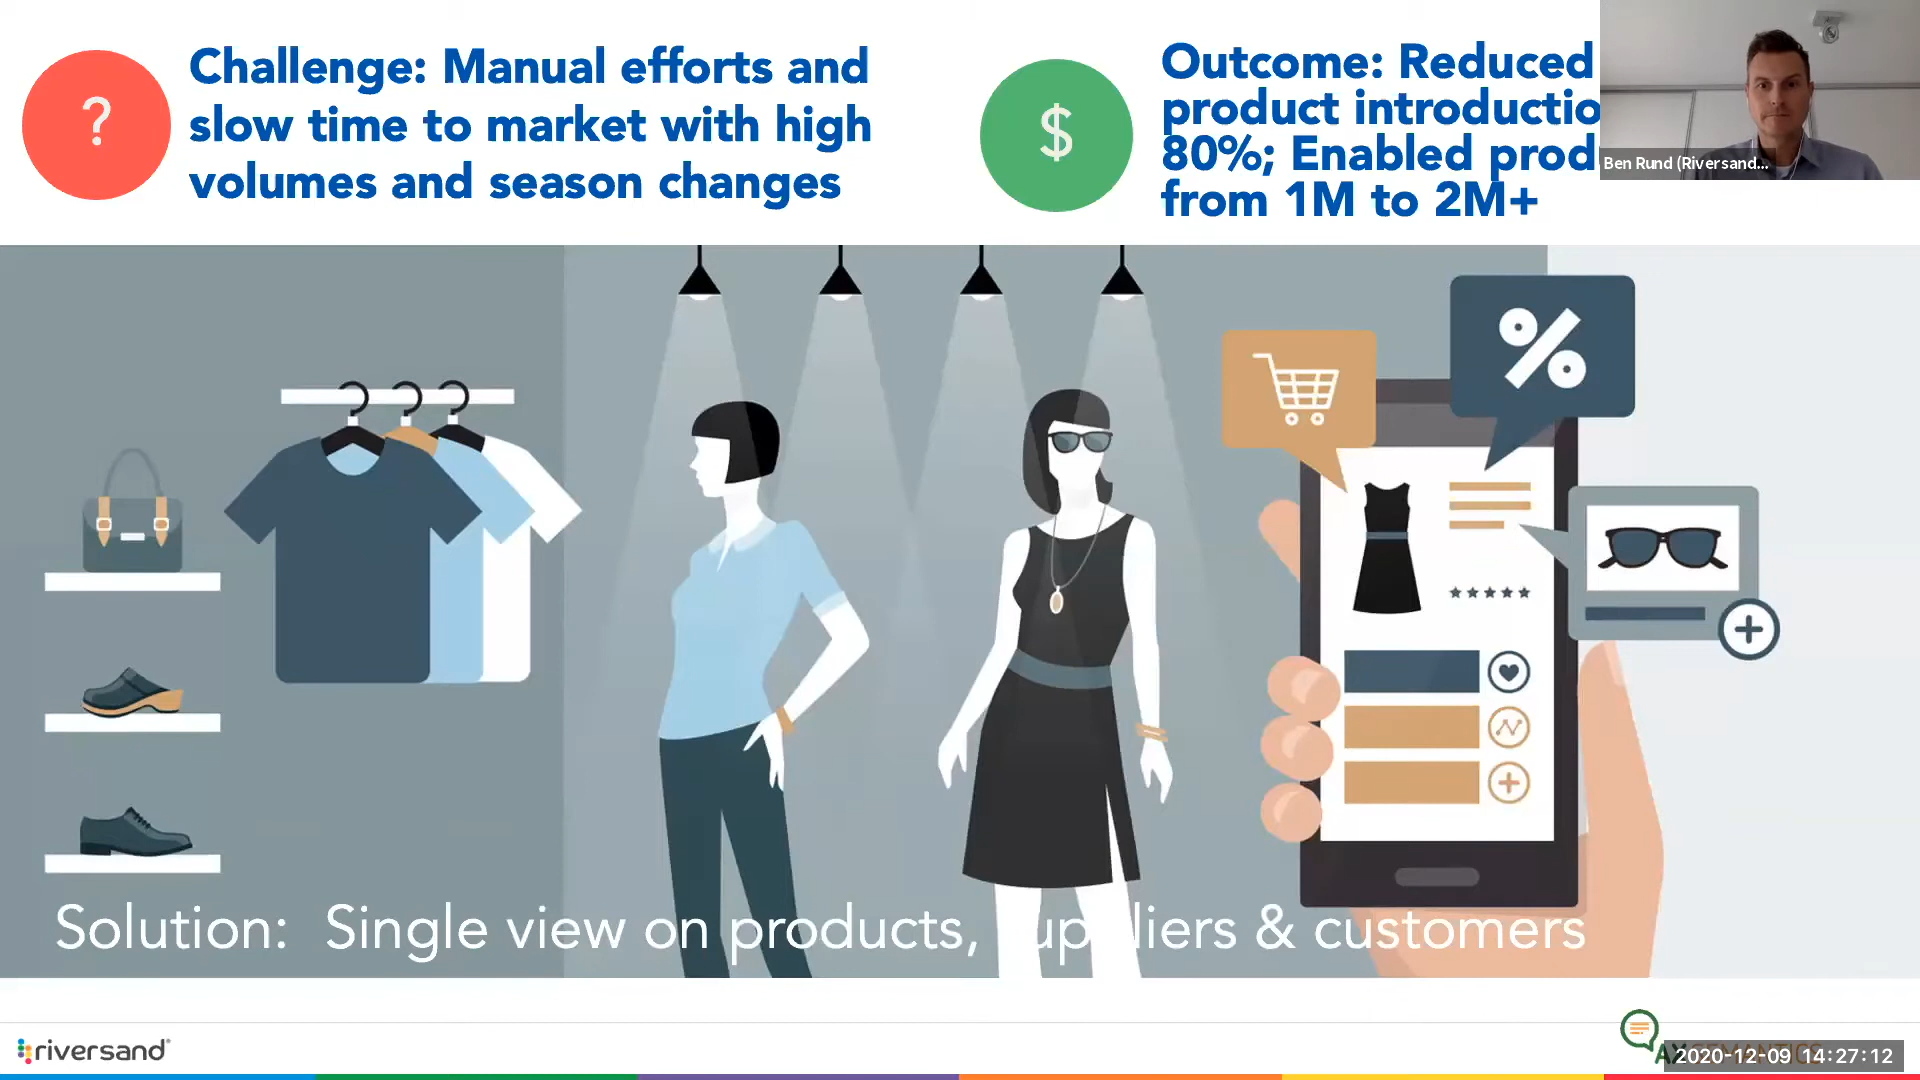 Challenge: Manual efforts and
slow time to market with high
volumes and season changes
?
$
Outcome: Reduced
product introductio
80%; Enabled prod
from 1M to 2M+
Ben Rund (Riversand...
%
Solution: Single view on products, suppliers & customers
riversand
2020-12-09 14:27:12